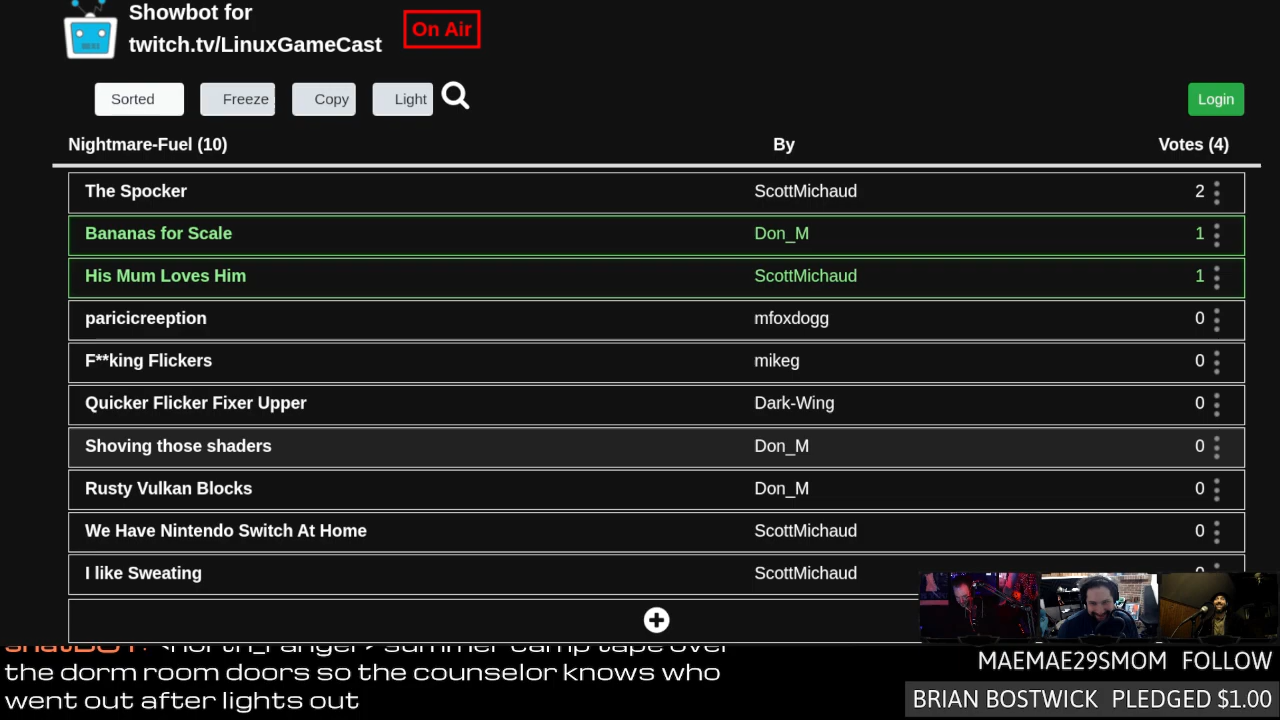 Showbot for
twitch.tv/LinuxGameCast
On Air
Sorted Freeze Copy Light Login
Nightmare-Fuel (10) By Votes (4)
The Spocker ScottMichaud 2
Bananas for Scale Don_M 1
His Mum Loves Him ScottMichaud 1
paricicreeption mfoxdogg 0
F**king Flickers mikeg 0
Quicker Flicker Fixer Upper Dark-Wing 0
Shoving those shaders Don_M 0
Rusty Vulkan Blocks Don_M 0
We Have Nintendo Switch At Home ScottMichaud 0
I like Sweating ScottMichaud
summer camp tape over
the dorm room doors so the counselor knows who
went out after lights out
MAEMAE29SMOM FOLLOW
BRIAN BOSTWICK PLEDGED $1.00